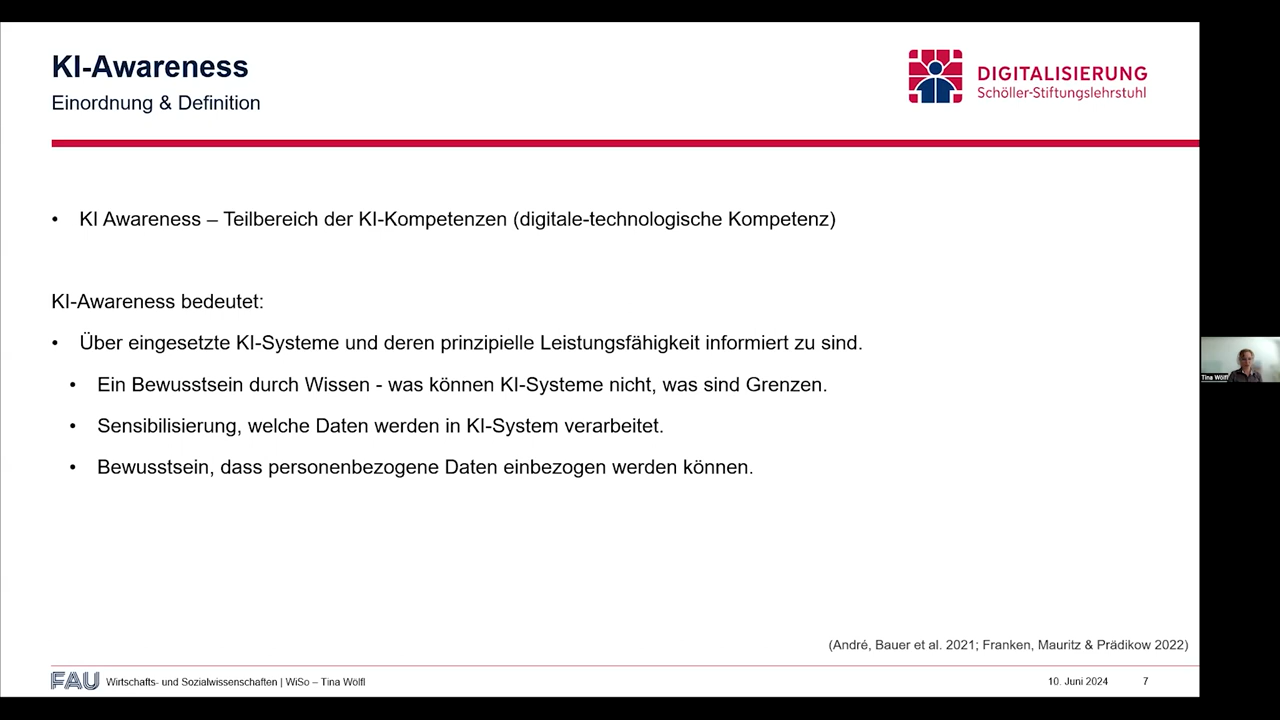 KI-Awareness
Einordnung & Definition
DIGITALISIERUNG
Schöller-Stiftungslehrstuhl
• KI Awareness – Teilbereich der KI-Kompetenzen (digitale-technologische Kompetenz)
KI-Awareness bedeutet:
• Über eingesetzte KI-Systeme und deren prinzipielle Leistungsfähigkeit informiert zu sind.
• Ein Bewusstsein durch Wissen - was können KI-Systeme nicht, was sind Grenzen.
• Sensibilisierung, welche Daten werden in KI-System verarbeitet.
• Bewusstsein, dass personenbezogene Daten einbezogen werden können.
Tina Wölfl
(André, Bauer et al. 2021; Franken, Mauritz & Prädikow 2022)
FAU Wirtschafts- und Sozialwissenschaften | WiSo – Tina Wölfl
10. Juni 2024 7